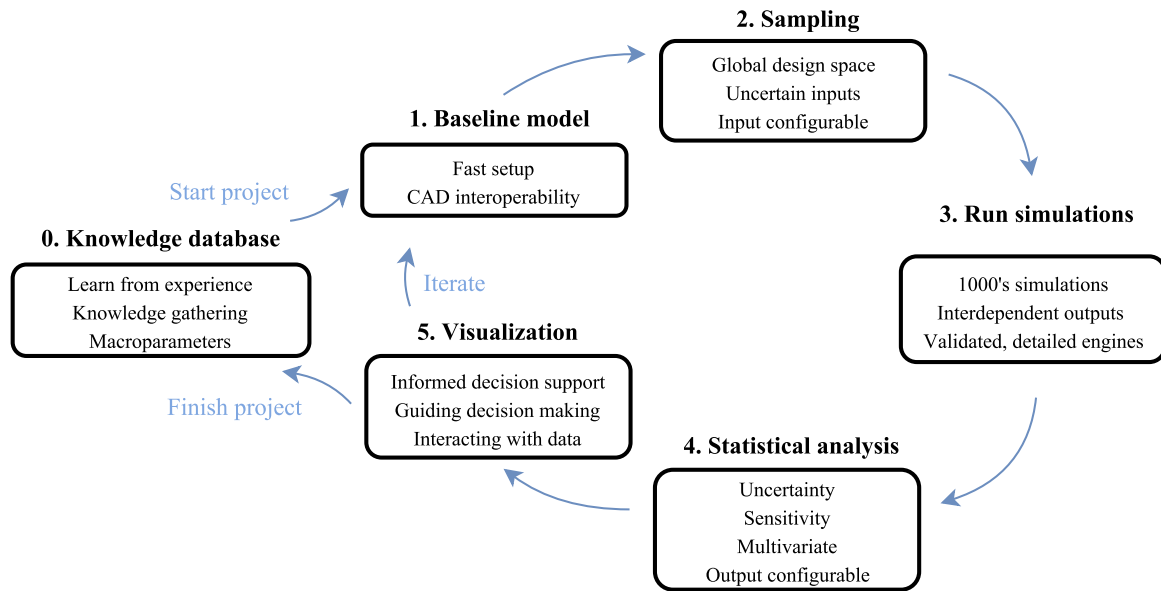 2. Sampling
Global design space
Uncertain inputs
Input configurable
1. Baseline model
Fast setup
CAD interoperability
Start project
0. Knowledge database
Learn from experience
Knowledge gathering
Macroparameters
3. Run simulations
1000's simulations
Interdependent outputs
Validated, detailed engines
Iterate
5. Visualization
Informed decision support
Guiding decision making
Interacting with data
Finish project
4. Statistical analysis
Uncertainty
Sensitivity
Multivariate
Output configurable